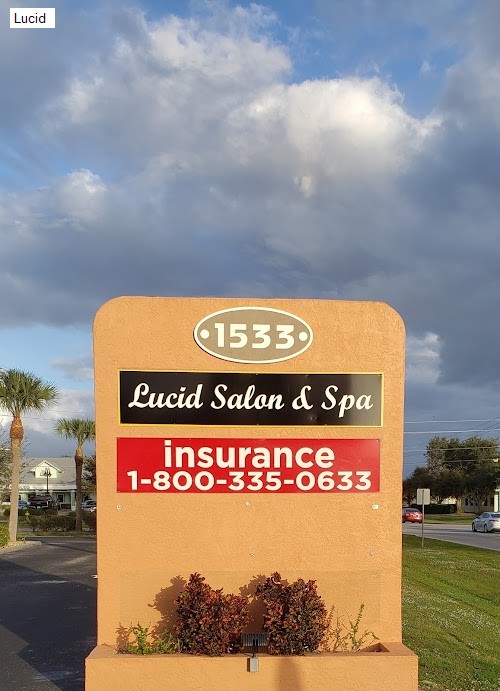 Lucid
1533
Lucid Salon & Spa
insurance
1-800-335-0633